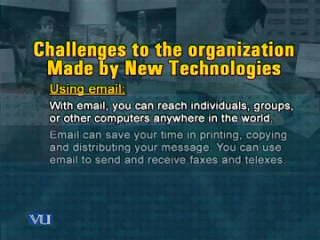 Challenges to the organization
Made by New Technologies
Using email:
With email, you can reach individuals, groups,
or other computers anywhere in the world.
Email can save your time in printing, copying
and distributing your message. You can use
email to send and receive faxes and telexes.
VU